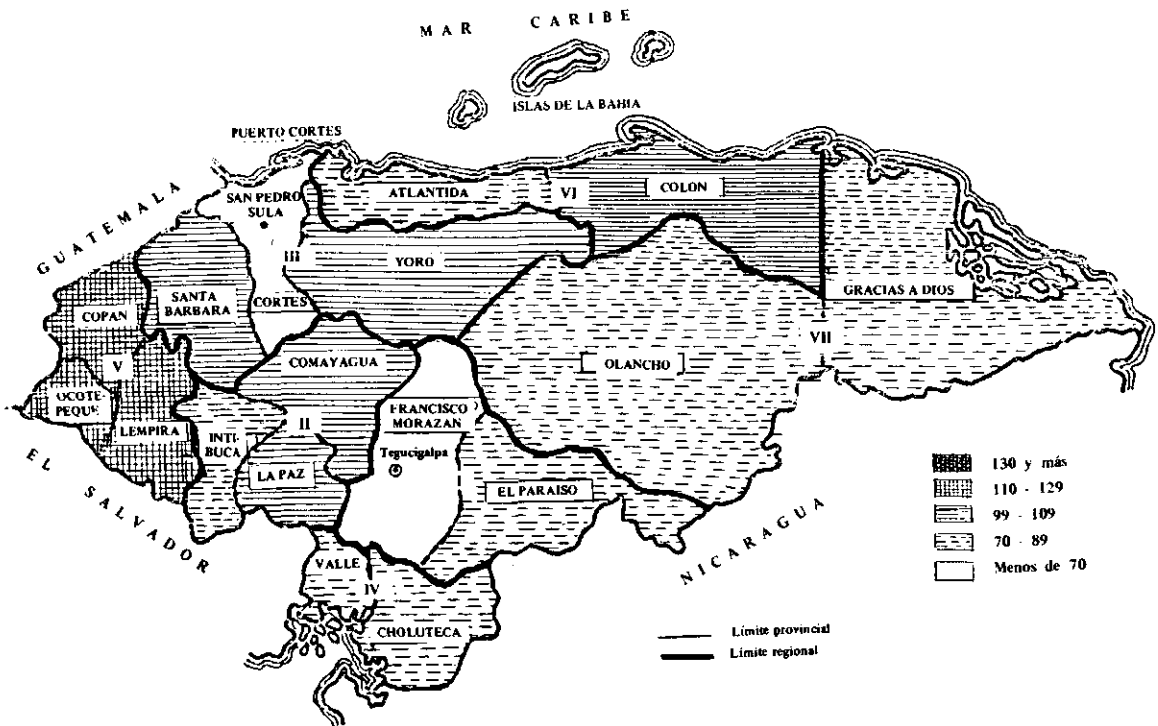 MAR CARIBE
ISLAS DE LA BAHIA
PUERTO CORTES
GUATEMALA
SAN PEDRO
SULA
ATLANTIDA
VI
COLON
III
YORO
SANTA
BARBARA
CORTES
COPAN
GRACIAS A DIOS
V
COMAYAGUA
VII
OLANCHO
OCOTE-
PEQUE
LEMPIRA
INTI-
BUCA
II
FRANCISCO
MORAZAN
Tegucigalpa
LA PAZ
EL PARAISO
EL SALVADOR
NICARAGUA
VALLE
IV
CHOLUTECA
130 y más
110 - 129
99 - 109
70 - 89
Menos de 70
Límite provincial
Límite regional